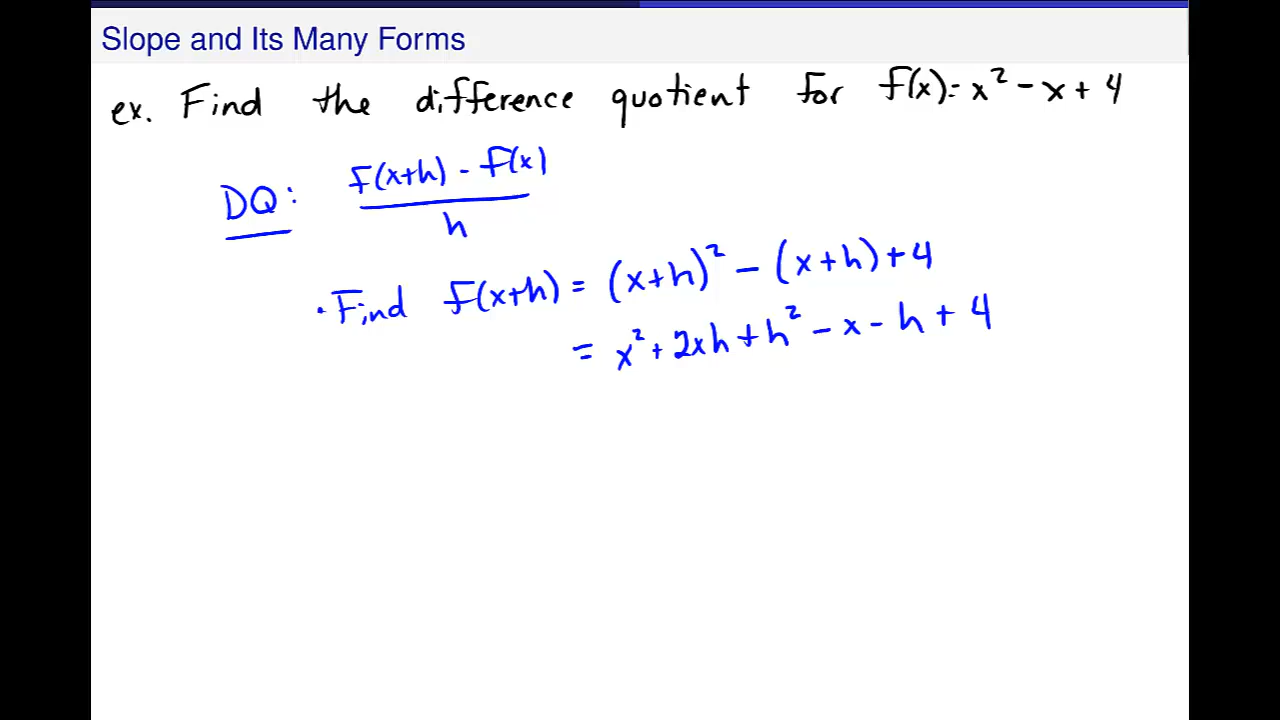 Slope and Its Many Forms
ex. Find the difference quotient for f(x)= x² - x + 4
DQ: f(x+h) - f(x)
h
· Find f(x+h) = (x+h)² - (x+h) + 4
= x² + 2xh + h² - x - h + 4